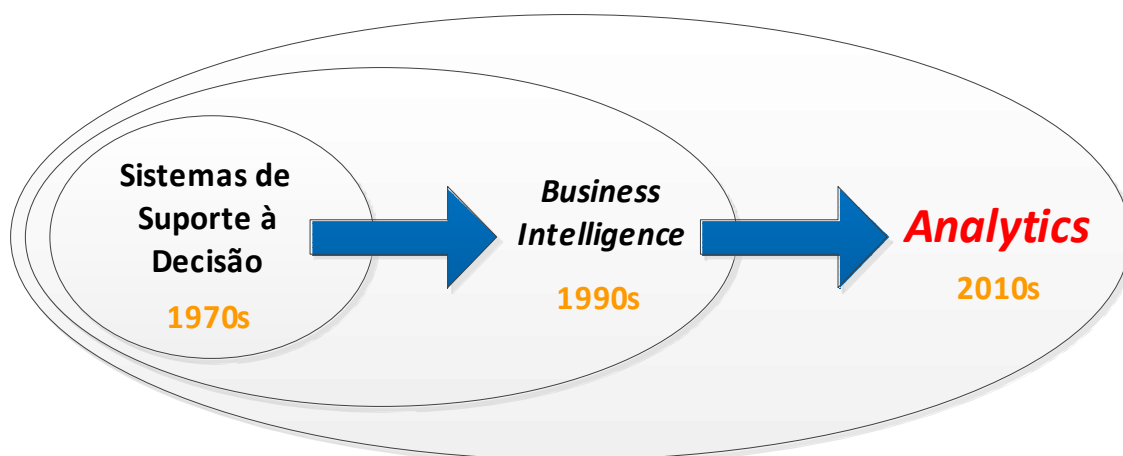 Sistemas de
Suporte à
Decisão
1970s
Business
Intelligence
1990s
Analytics
2010s